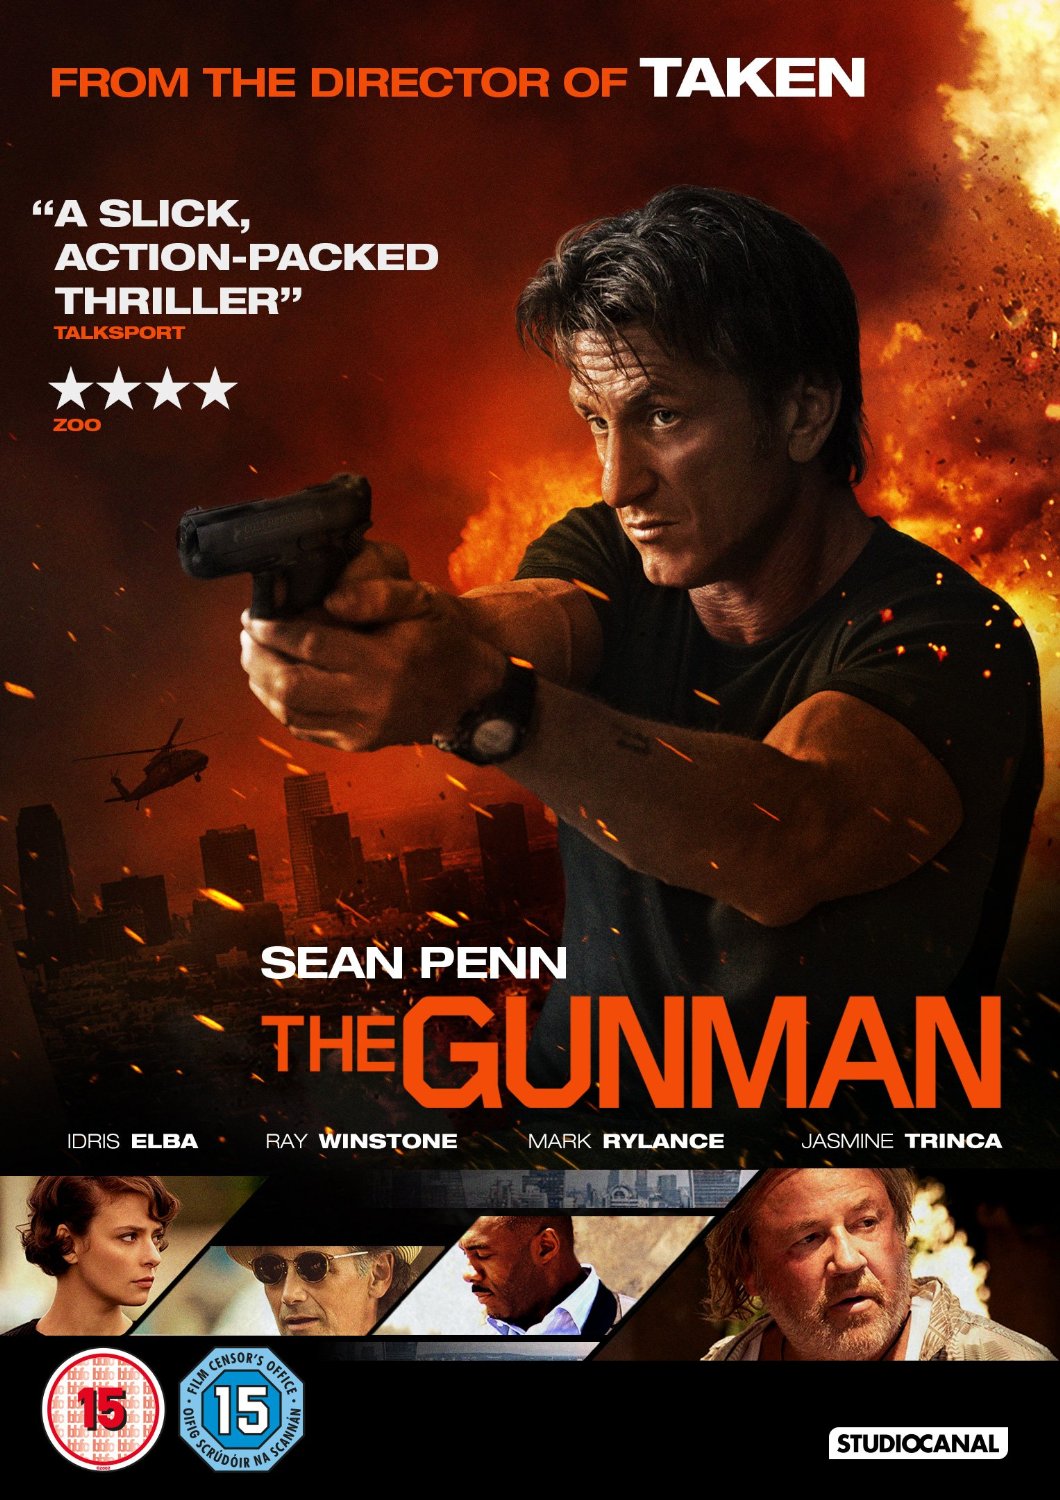 FROM THE DIRECTOR OF TAKEN
“A SLICK,
ACTION-PACKED
THRILLER”
TALKSPORT
ZOO
SEAN PENN
THE GUNMAN
IDRIS ELBA RAY WINSTONE MARK RYLANCE JASMINE TRINCA
15
FILM CENSOR'S OFFICE
15
OIFIG SCRÚDÓIR NA SCANNÁN
STUDIOCANAL